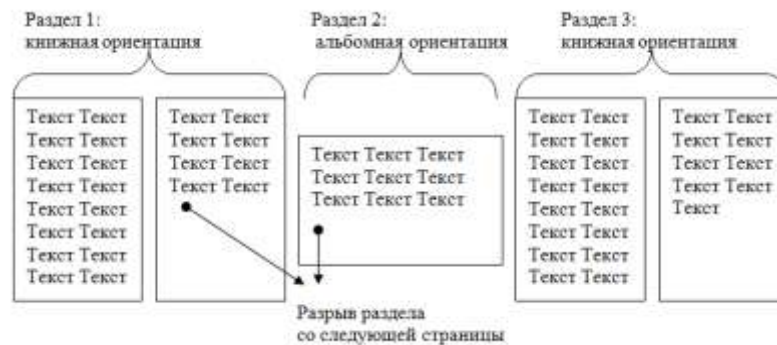 Раздел 1:
книжная ориентация
Раздел 2:
альбомная ориентация
Раздел 3:
книжная ориентация
Текст Текст
Текст Текст
Текст Текст
Текст Текст
Текст Текст
Текст Текст
Текст Текст
Текст Текст
Текст Текст
Текст Текст
Текст Текст
Текст Текст
Текст Текст Текст
Текст Текст Текст
Текст Текст Текст
Текст Текст
Текст Текст
Текст Текст
Текст Текст
Текст Текст
Текст Текст
Текст Текст
Текст Текст
Текст Текст
Текст Текст
Текст Текст
Текст Текст
Текст
Разрыв раздела
со следующей страницы